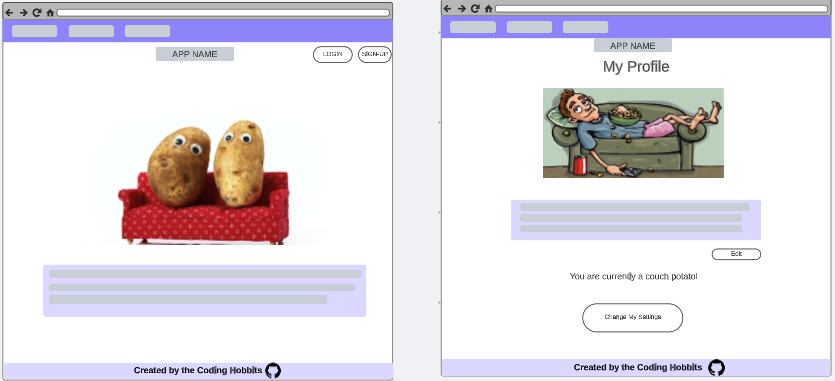 APP NAME
LOGIN
SIGN-UP
Created by the Coding Hobbits
APP NAME
My Profile
Edit
You are currently a couch potato!
Change My Settings
Created by the Coding Hobbits